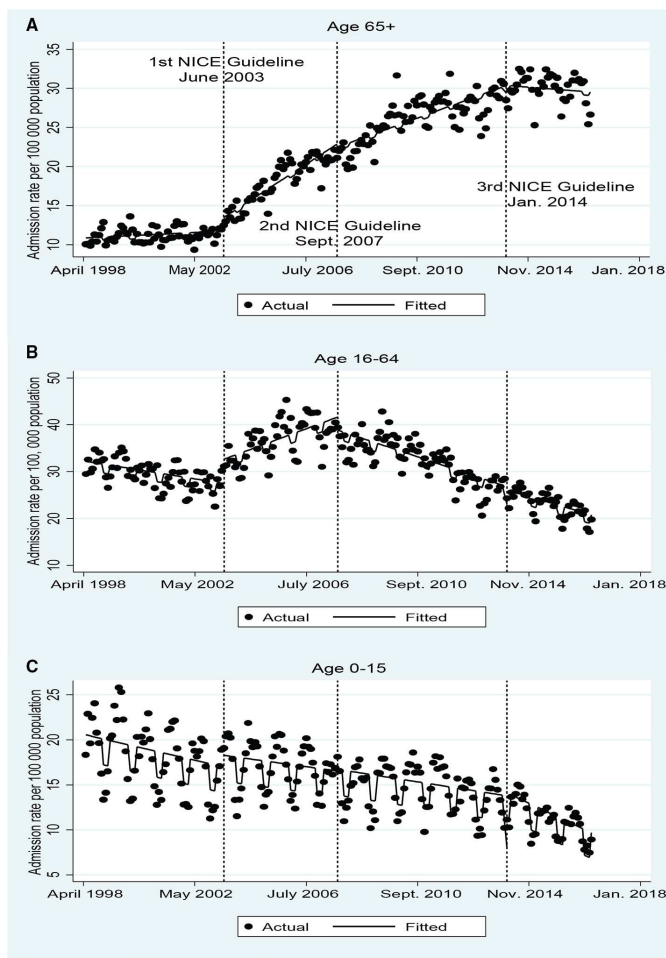 A
Age 65+
Admission rate per 100 000 population
35
30
25
20
15
10
1st NICE Guideline
June 2003
2nd NICE Guideline
Sept. 2007
3rd NICE Guideline
Jan. 2014
April 1998 May 2002 July 2006 Sept. 2010 Nov. 2014 Jan. 2018
Actual Fitted
B
Age 16-64
Admission rate per 100, 000 population
50
40
30
20
10
April 1998 May 2002 July 2006 Sept. 2010 Nov. 2014 Jan. 2018
Actual Fitted
C
Age 0-15
Admission rate per 100 000 population
25
20
15
10
5
April 1998 May 2002 July 2006 Sept. 2010 Nov. 2014 Jan. 2018
Actual Fitted